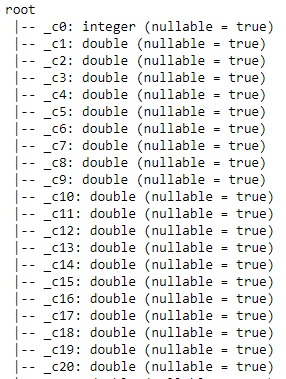 root
|-- _c0: integer (nullable = true)
|-- _c1: double (nullable = true)
|-- _c2: double (nullable = true)
|-- _c3: double (nullable = true)
|-- _c4: double (nullable = true)
|-- _c5: double (nullable = true)
|-- _c6: double (nullable = true)
|-- _c7: double (nullable = true)
|-- _c8: double (nullable = true)
|-- _c9: double (nullable = true)
|-- _c10: double (nullable = true)
|-- _c11: double (nullable = true)
|-- _c12: double (nullable = true)
|-- _c13: double (nullable = true)
|-- _c14: double (nullable = true)
|-- _c15: double (nullable = true)
|-- _c16: double (nullable = true)
|-- _c17: double (nullable = true)
|-- _c18: double (nullable = true)
|-- _c19: double (nullable = true)
|-- _c20: double (nullable = true)